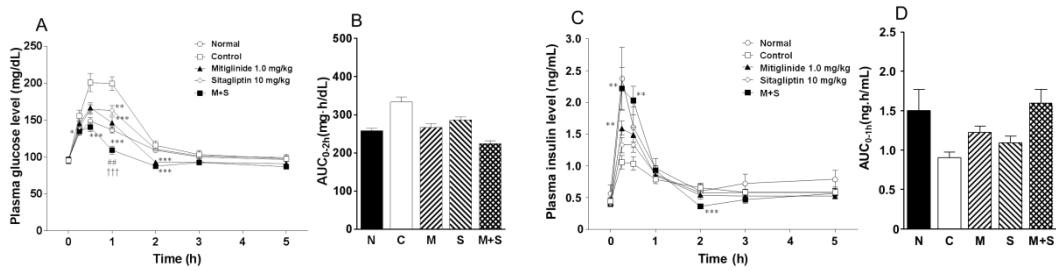 A
Plasma glucose level (mg/dL)
250
200
150
100
50
0
0 1 2 3 4 5
Time (h)
Normal
Control
Mitiglinide 1.0 mg/kg
Sitagliptin 10 mg/kg
M+S
*
**
***
***
***
***
***
##
†††
B
AUC0-2h(mg·h/dL)
500
400
300
200
100
0
N C M S M+S
C
Plasma insulin level (ng/mL)
3.0
2.5
2.0
1.5
1.0
0.5
0.0
0 1 2 3 4 5
Time (h)
Normal
Control
Mitiglinide 1.0 mg/kg
Sitagliptin 10 mg/kg
M+S
**
**
**
***
D
AUC0-1h(ng.h/mL)
2.0
1.5
1.0
0.5
0.0
N C M S M+S